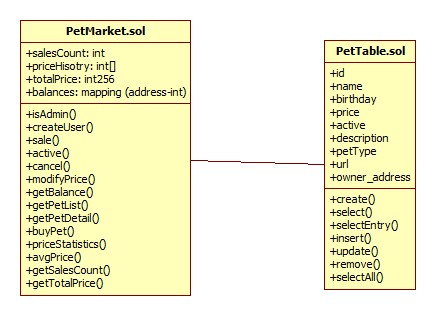 PetMarket.sol
+salesCount: int
+priceHisotry: int[]
+totalPrice: int256
+balances: mapping (address-int)
+isAdmin()
+createUser()
+sale()
+active()
+cancel()
+modifyPrice()
+getBalance()
+getPetList()
+getPetDetail()
+buyPet()
+priceStatistics()
+avgPrice()
+getSalesCount()
+getTotalPrice()
PetTable.sol
+id
+name
+birthday
+price
+active
+description
+petType
+url
+owner_address
+create()
+select()
+selectEntry()
+insert()
+update()
+remove()
+selectAll()